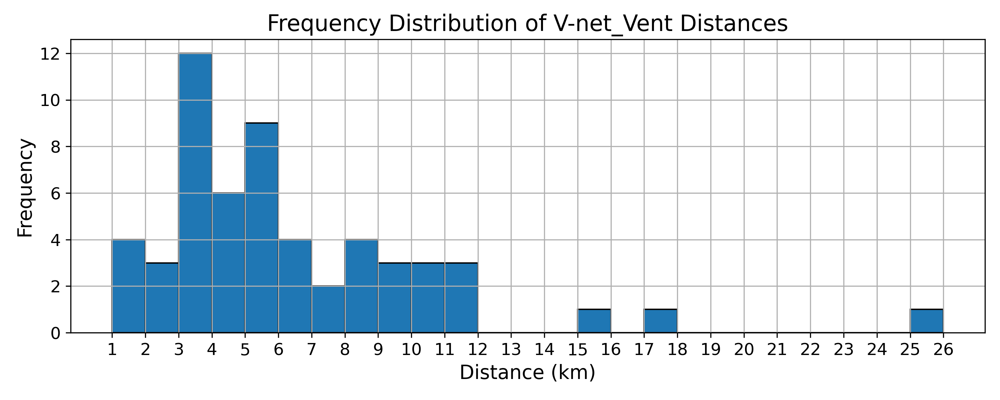 Frequency Distribution of V-net_Vent Distances
12
10
8
6
4
2
0
Frequency
1 2 3 4 5 6 7 8 9 10 11 12 13 14 15 16 17 18 19 20 21 22 23 24 25 26
Distance (km)